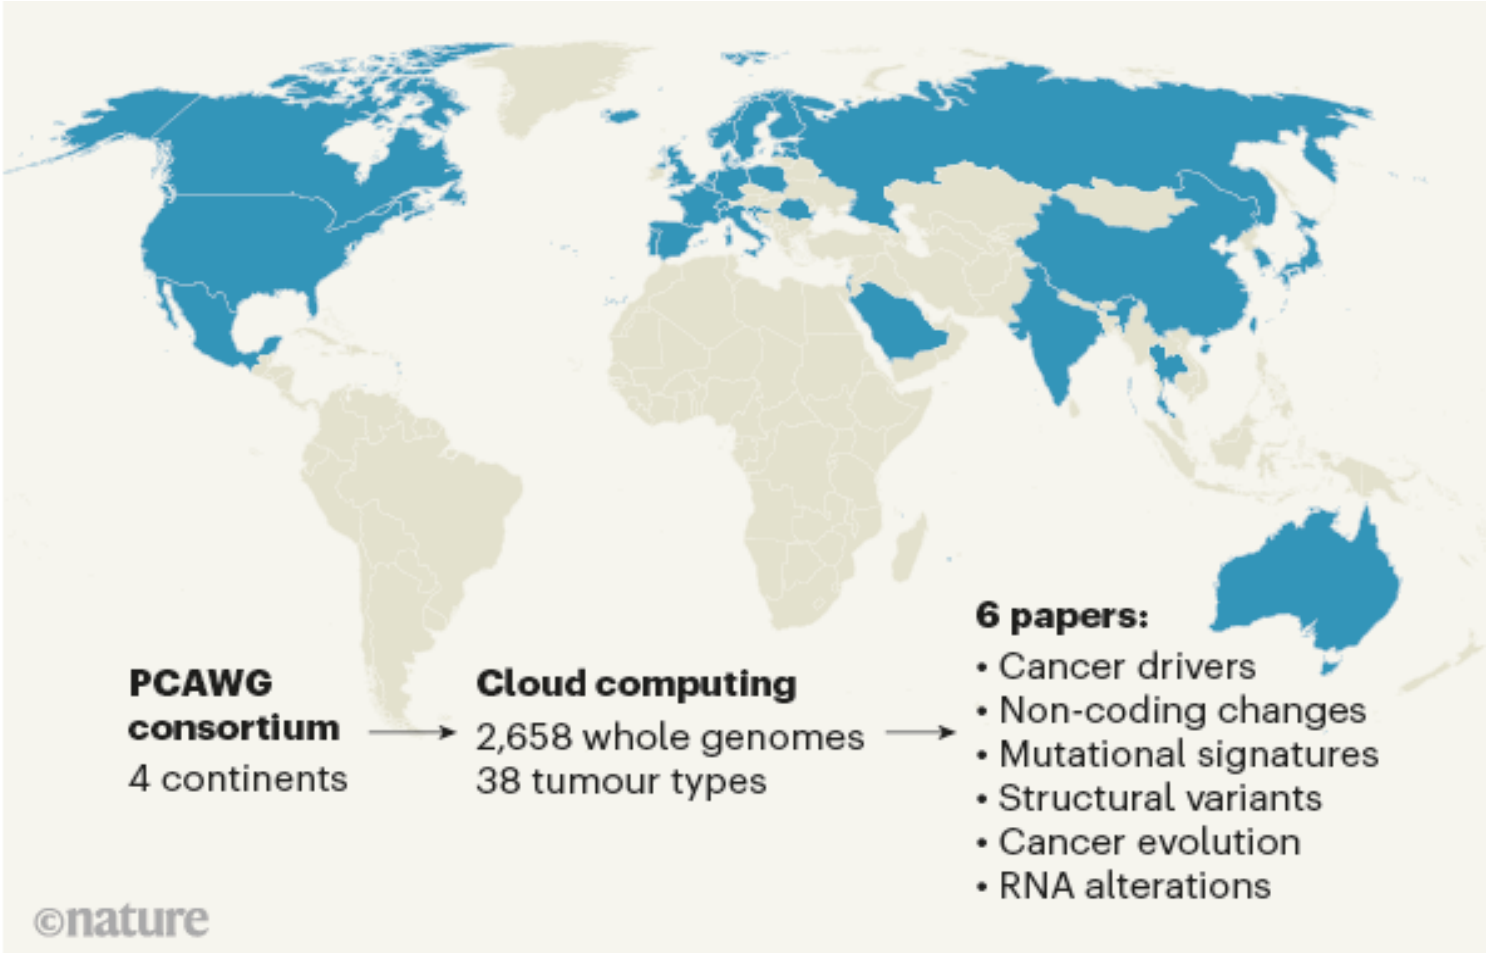 PCAWG
consortium
4 continents
Cloud computing
2,658 whole genomes
38 tumour types
6 papers:
• Cancer drivers
• Non-coding changes
• Mutational signatures
• Structural variants
• Cancer evolution
• RNA alterations
©nature